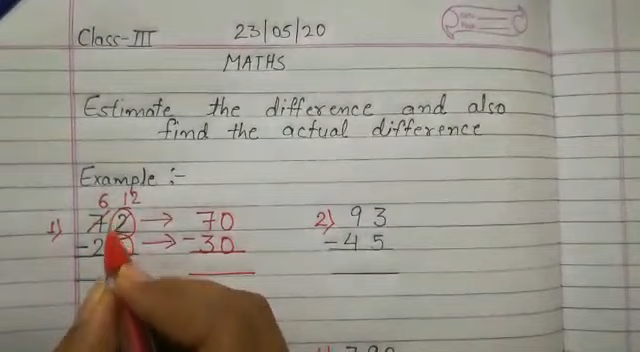 Class-III 23/05/20
MATHS
Estimate the difference and also
find the actual difference
Example :-
6 12
1) 72 → 70 2) 93
-2 → -30 -45